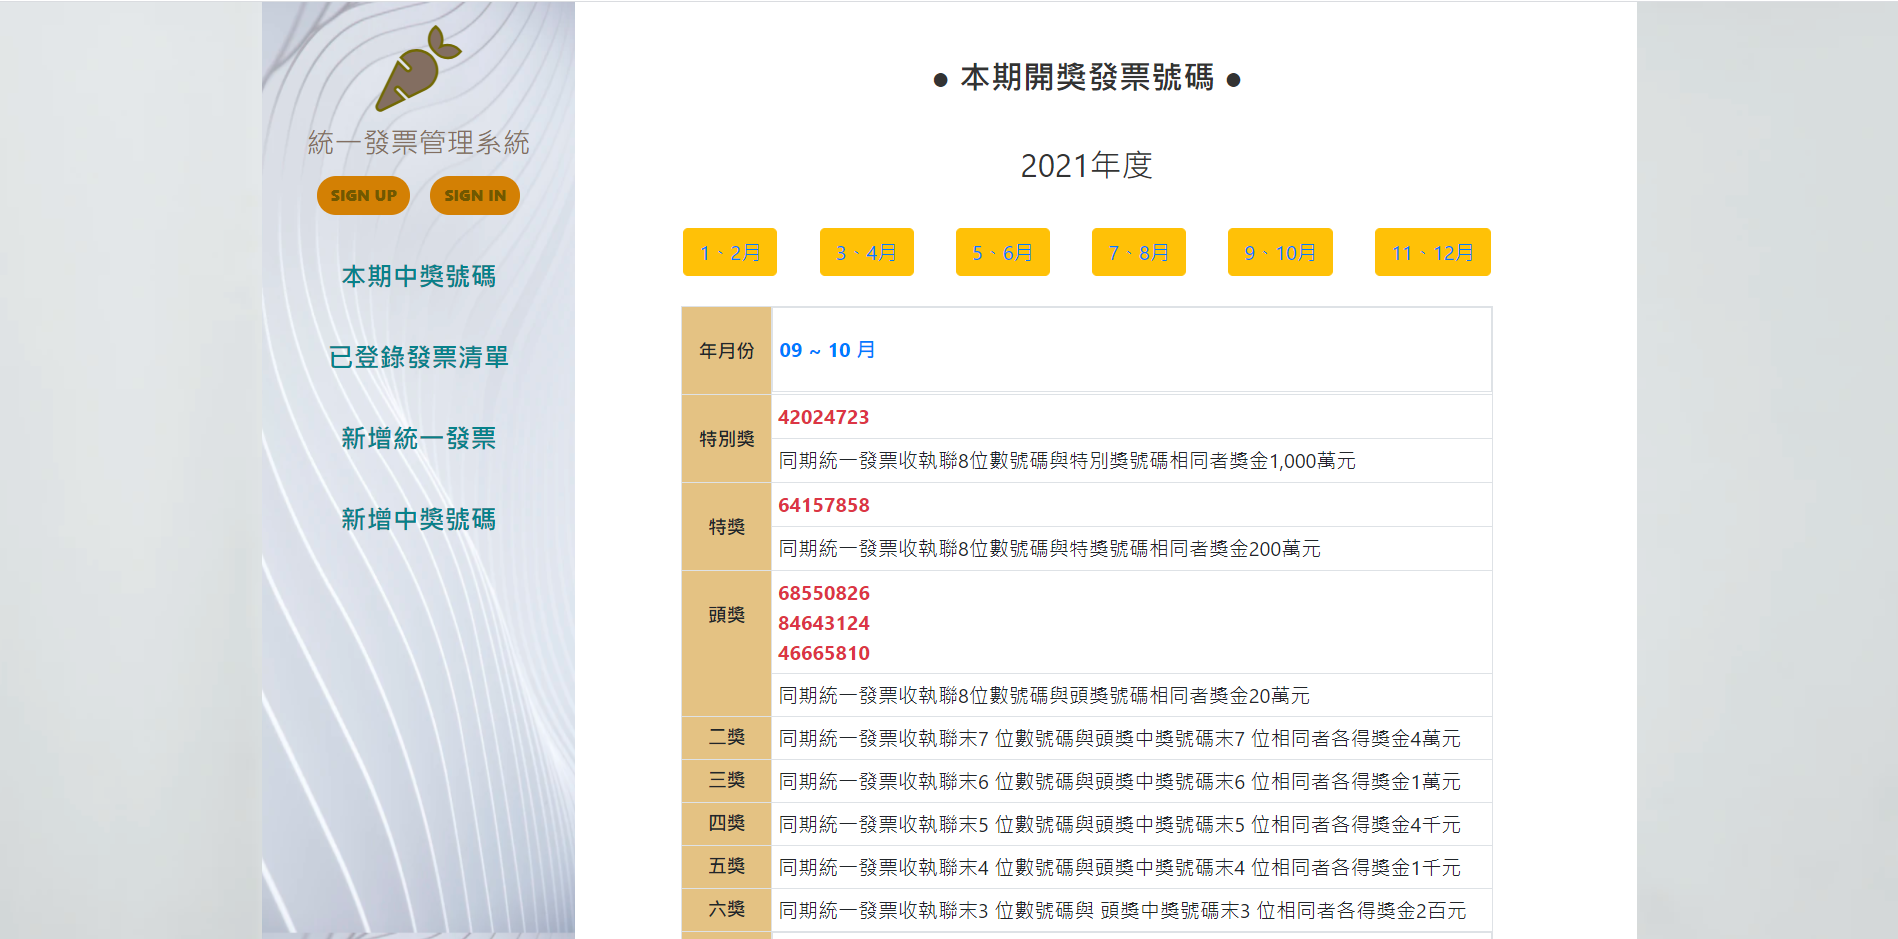 統一發票管理系統
SIGN UP
SIGN IN
本期中獎號碼
已登錄發票清單
新增統一發票
新增中獎號碼
● 本期開獎發票號碼 ●
2021年度
1、2月
3、4月
5、6月
7、8月
9、10月
11、12月
年月份
09 ~ 10 月
特別獎
42024723
同期統一發票收執聯8位數號碼與特別獎號碼相同者獎金1,000萬元
特獎
64157858
同期統一發票收執聯8位數號碼與特獎號碼相同者獎金200萬元
頭獎
68550826
84643124
46665810
同期統一發票收執聯8位數號碼與頭獎號碼相同者獎金20萬元
二獎
同期統一發票收執聯末7 位數號碼與頭獎中獎號碼末7 位相同者各得獎金4萬元
三獎
同期統一發票收執聯末6 位數號碼與頭獎中獎號碼末6 位相同者各得獎金1萬元
四獎
同期統一發票收執聯末5 位數號碼與頭獎中獎號碼末5 位相同者各得獎金4千元
五獎
同期統一發票收執聯末4 位數號碼與頭獎中獎號碼末4 位相同者各得獎金1千元
六獎
同期統一發票收執聯末3 位數號碼與 頭獎中獎號碼末3 位相同者各得獎金2百元